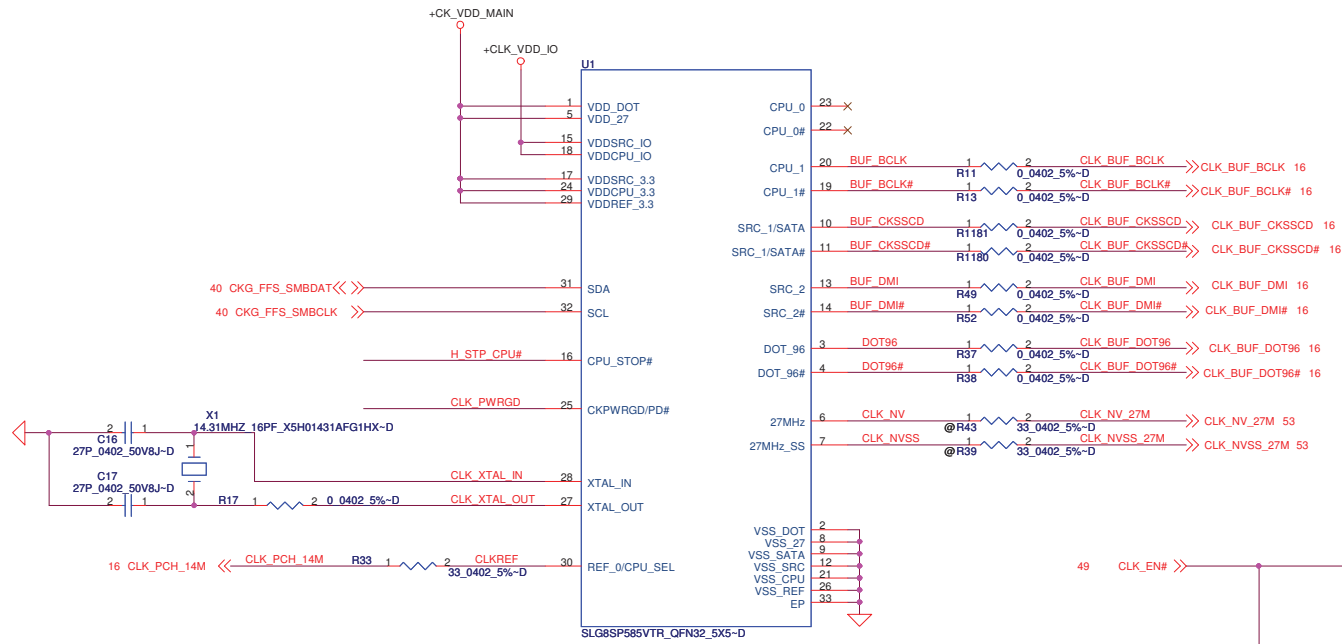 +CK_VDD_MAIN
+CLK_VDD_IO
U1
1 VDD_DOT
5 VDD_27
15 VDDSRC_IO
18 VDDCPU_IO
17 VDDSRC_3.3
24 VDDCPU_3.3
29 VDDREF_3.3
40 CKG_FFS_SMBDAT 31 SDA
40 CKG_FFS_SMBCLK 32 SCL
H_STP_CPU# 16 CPU_STOP#
CLK_PWRGD 25 CKPWRGD/PD#
X1
14.31MHZ_16PF_X5H01431AFG1HX~D
2 1
C16
27P_0402_50V8J~D
1
2
C17
27P_0402_50V8J~D
2 1
CLK_XTAL_IN 28 XTAL_IN
R17 1 2 0_0402_5%~D CLK_XTAL_OUT 27 XTAL_OUT
16 CLK_PCH_14M CLK_PCH_14M R33 1 2 CLKREF 30 REF_0/CPU_SEL
33_0402_5%~D
CPU_0 23
CPU_0# 22
CPU_1 20 BUF_BCLK 1 2 CLK_BUF_BCLK CLK_BUF_BCLK 16
R11 0_0402_5%~D
CPU_1# 19 BUF_BCLK# 1 2 CLK_BUF_BCLK# CLK_BUF_BCLK# 16
R13 0_0402_5%~D
SRC_1/SATA 10 BUF_CKSSCD 1 2 CLK_BUF_CKSSCD CLK_BUF_CKSSCD 16
R1181 0_0402_5%~D
SRC_1/SATA# 11 BUF_CKSSCD# 1 2 CLK_BUF_CKSSCD# CLK_BUF_CKSSCD# 16
R1180 0_0402_5%~D
SRC_2 13 BUF_DMI 1 2 CLK_BUF_DMI CLK_BUF_DMI 16
R49 0_0402_5%~D
SRC_2# 14 BUF_DMI# 1 2 CLK_BUF_DMI# CLK_BUF_DMI# 16
R52 0_0402_5%~D
DOT_96 3 DOT96 1 2 CLK_BUF_DOT96 CLK_BUF_DOT96 16
R37 0_0402_5%~D
DOT_96# 4 DOT96# 1 2 CLK_BUF_DOT96# CLK_BUF_DOT96# 16
R38 0_0402_5%~D
27MHz 6 CLK_NV 1 2 CLK_NV_27M CLK_NV_27M 53
@R43 33_0402_5%~D
27MHz_SS 7 CLK_NVSS 1 2 CLK_NVSS_27M CLK_NVSS_27M 53
@R39 33_0402_5%~D
VSS_DOT 2
VSS_27 8
VSS_SATA 9
VSS_SRC 12
VSS_CPU 21
VSS_REF 26
EP 33
49 CLK_EN#
SLG8SP585VTR_QFN32_5X5~D